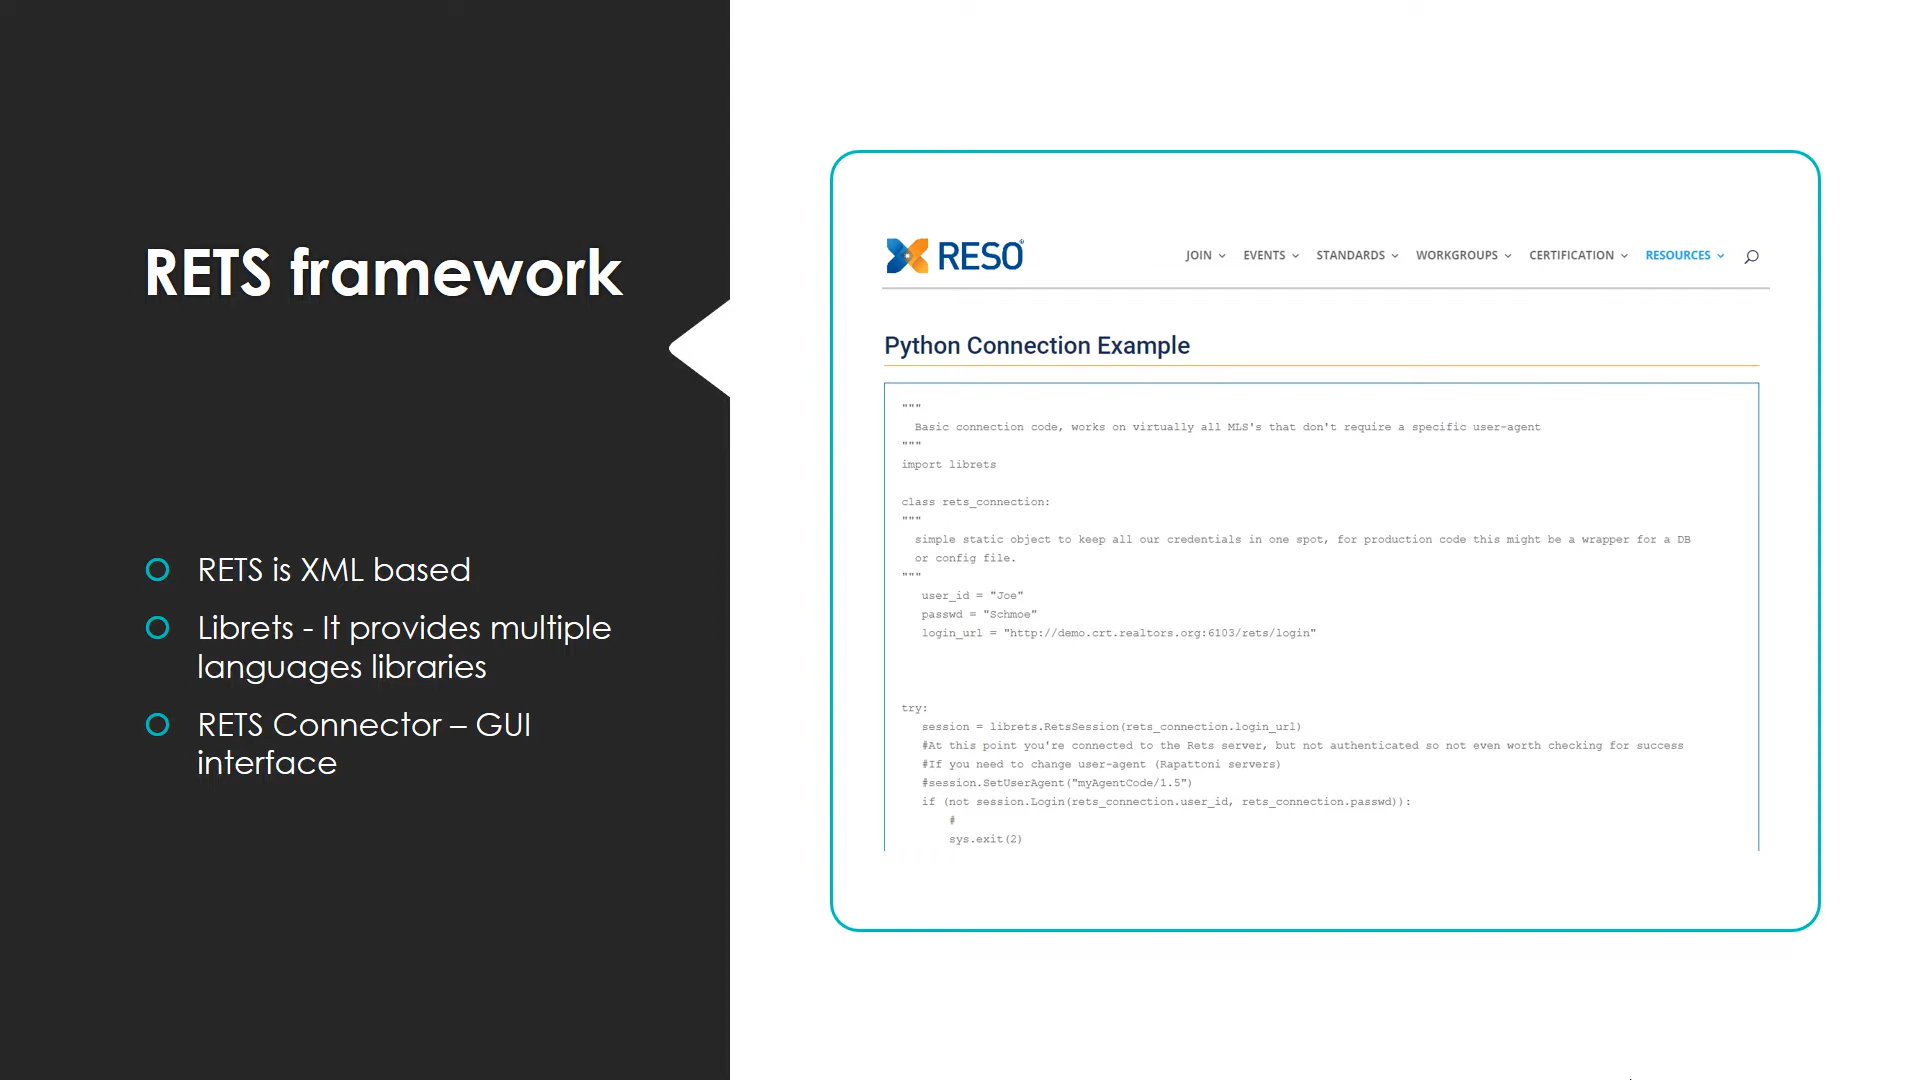 RETS framework
RETS is XML based
Librets - It provides multiple
languages libraries
RETS Connector – GUI
interface
RESO®
JOIN EVENTS STANDARDS WORKGROUPS CERTIFICATION RESOURCES
Python Connection Example
"""
Basic connection code, works on virtually all MLS's that don't require a specific user-agent
"""
import librets
class rets_connection:
"""
simple static object to keep all our credentials in one spot, for production code this might be a wrapper for a DB
or config file.
"""
user_id = "Joe"
passwd = "Schmoe"
login_url = "http://demo.crt.realtors.org:6103/rets/login"
try:
session = librets.RetsSession(rets_connection.login_url)
#At this point you're connected to the Rets server, but not authenticated so not even worth checking for success
#If you need to change user-agent (Rapattoni servers)
#session.SetUserAgent("myAgentCode/1.5")
if (not session.Login(rets_connection.user_id, rets_connection.passwd)):
#
sys.exit(2)